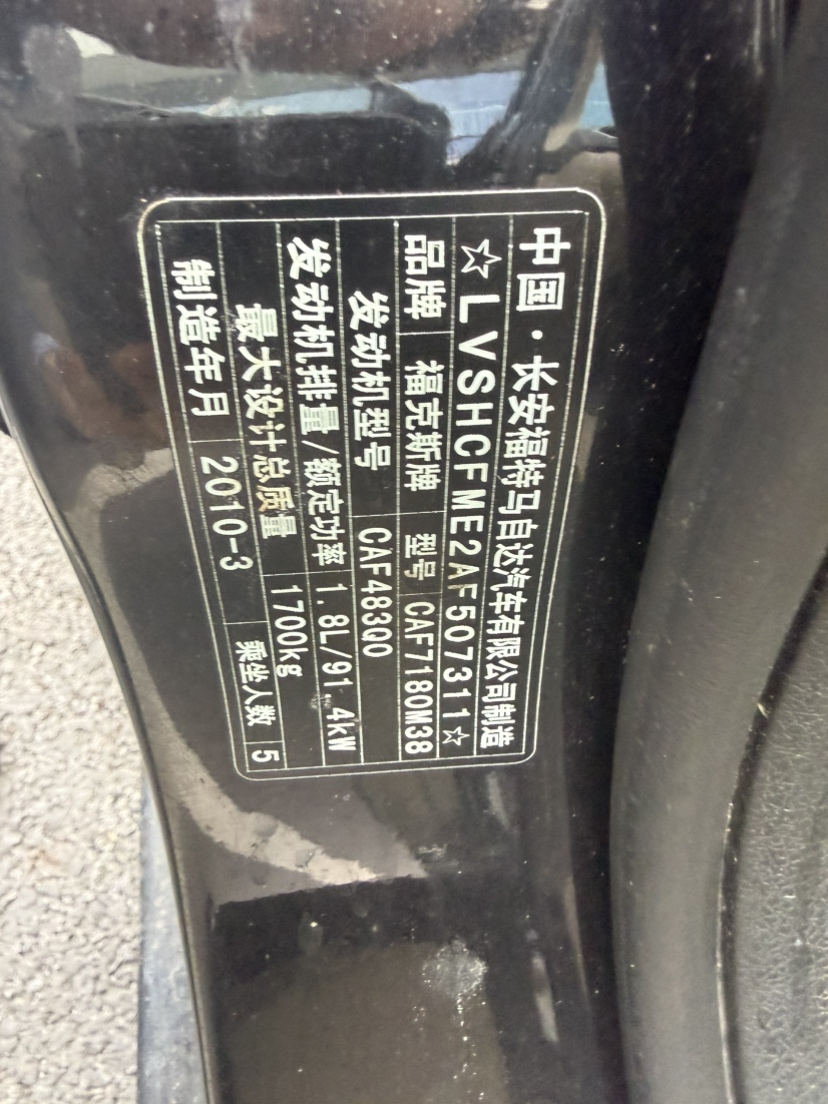 中国·长安福特马自达汽车有限公司制造
☆LVSHCFME2AF507311☆
品牌 福克斯牌 型号 CAF7180M38
发动机型号 CAF483Q0
发动机排量/额定功率 1.8L/91.4kW
最大设计总质量 1700kg
制造年月 2010-3 乘坐人数 5